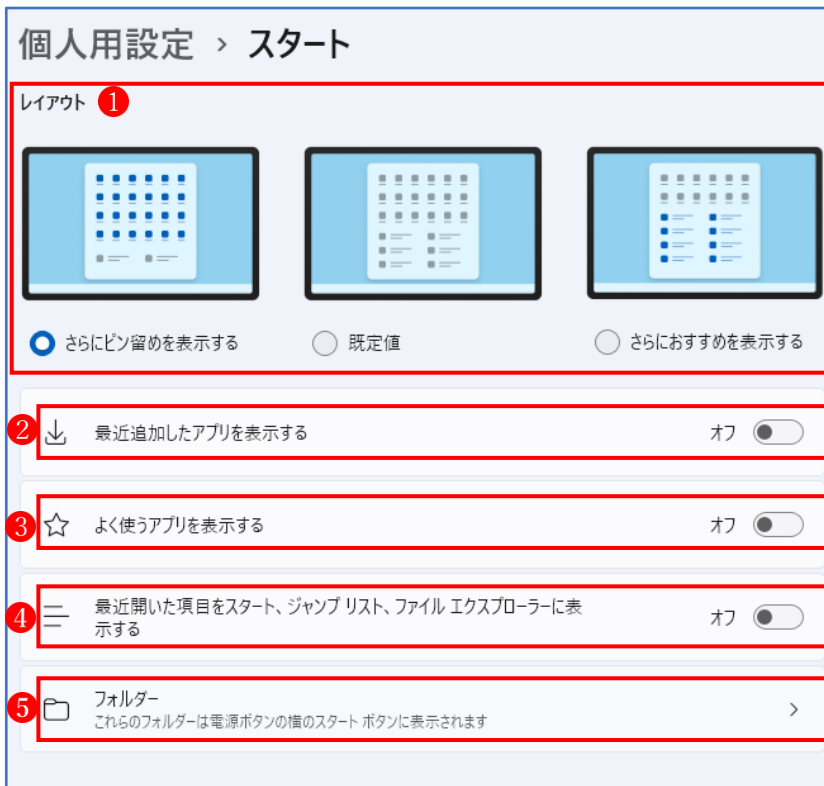 個人用設定 › スタート
レイアウト 1
さらにピン留めを表示する 既定値 さらにおすすめを表示する
2 最近追加したアプリを表示する オフ
3 よく使うアプリを表示する オフ
4 最近開いた項目をスタート、ジャンプ リスト、ファイル エクスプローラーに表
示する オフ
5 フォルダー
これらのフォルダーは電源ボタンの横のスタート ボタンに表示されます